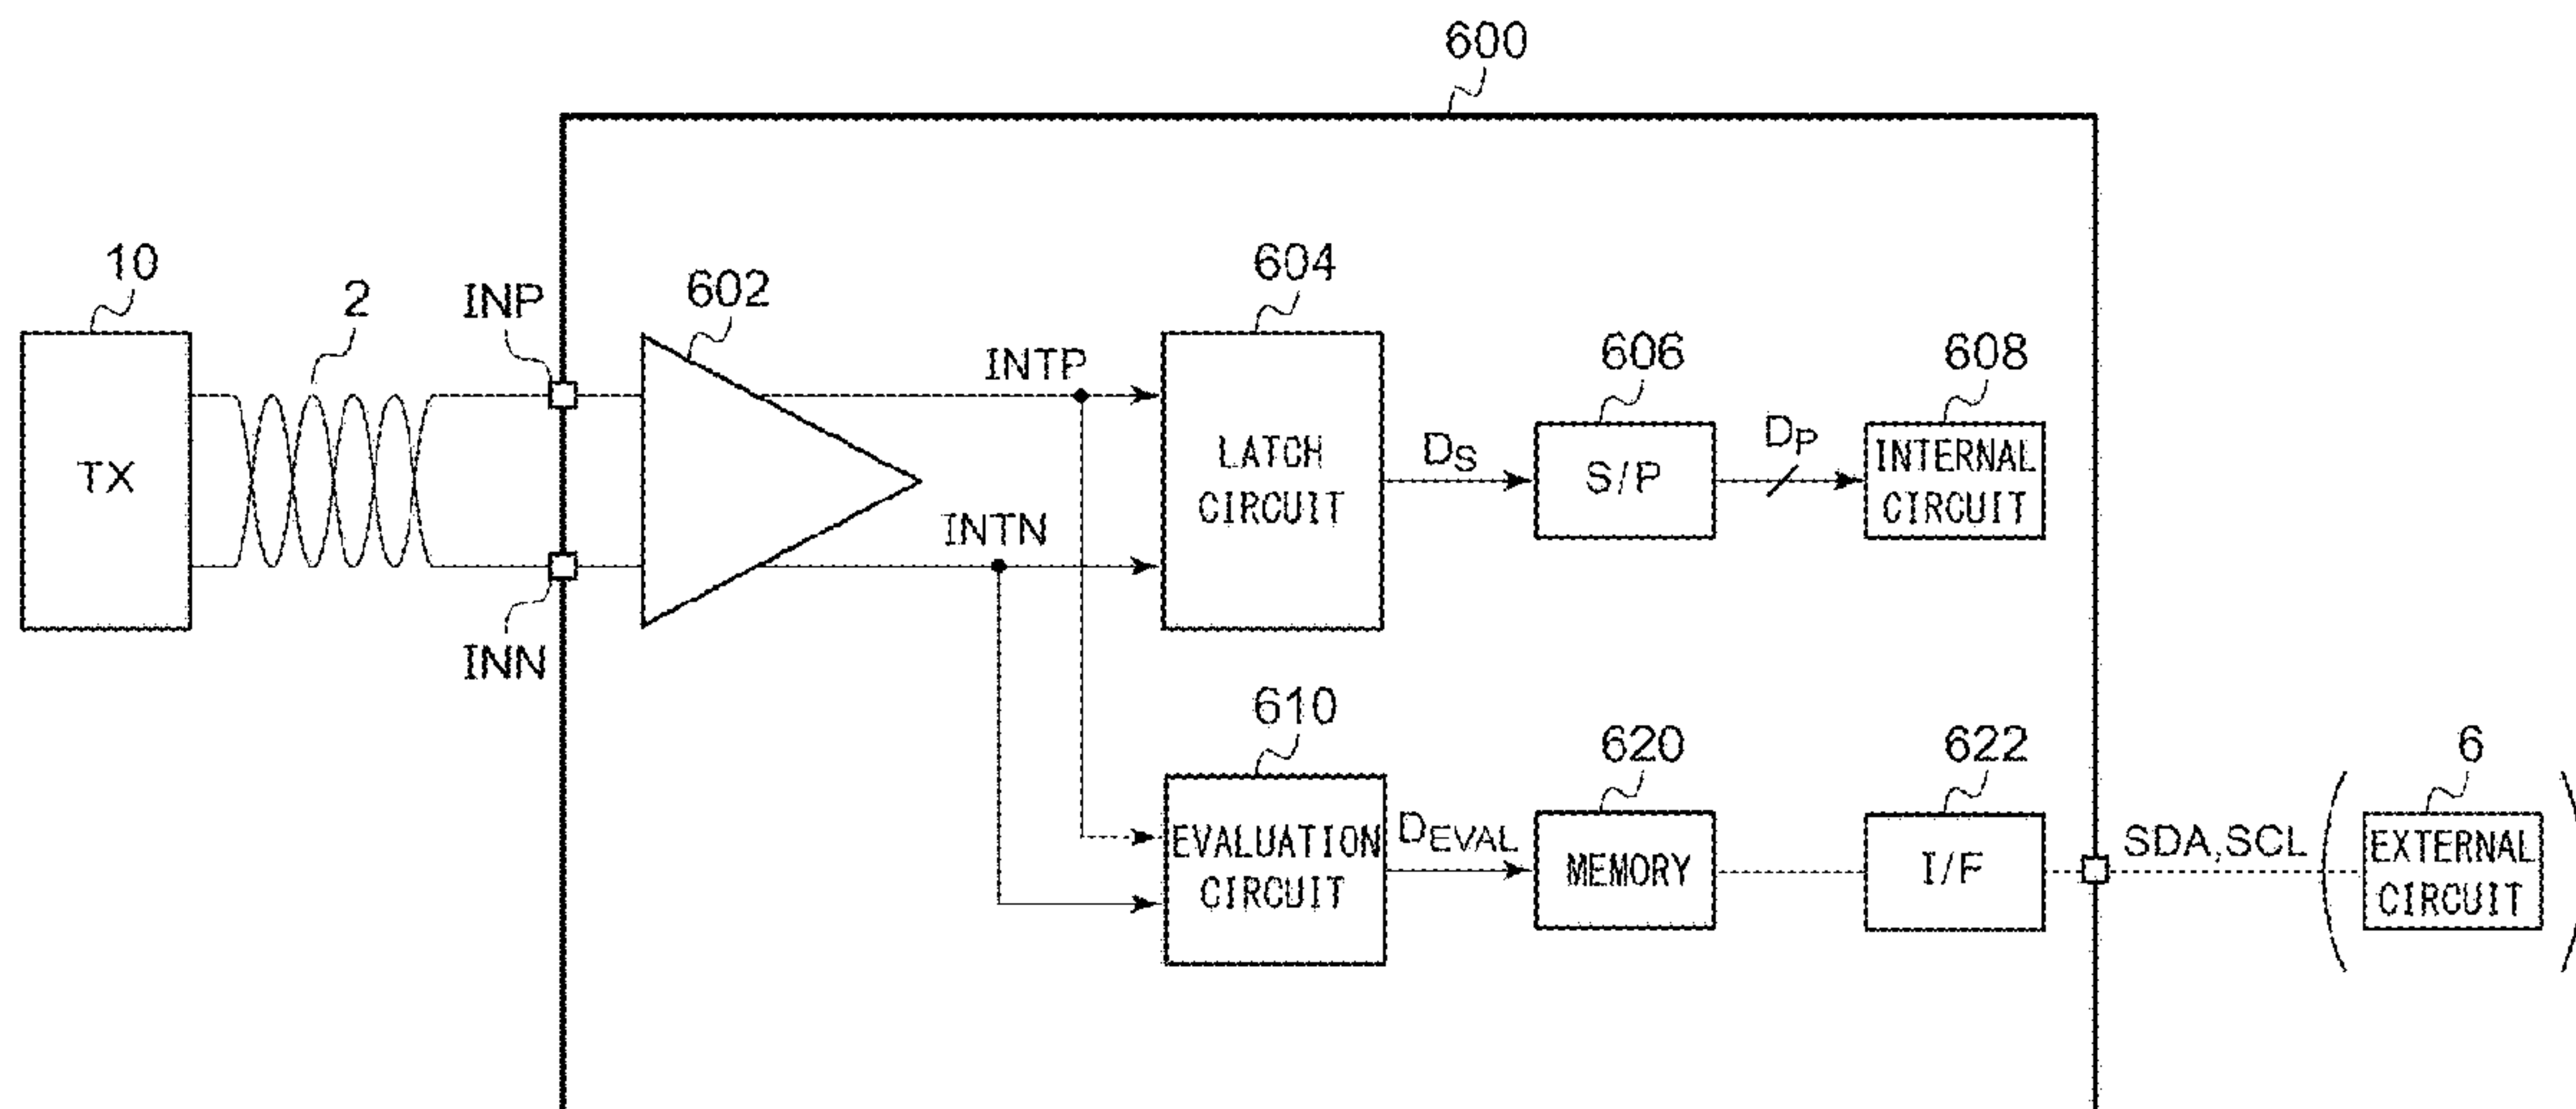 600
10
2
INP
602
604
606
608
TX
INTP
LATCH
CIRCUIT
DS
S/P
DP
INTERNAL
CIRCUIT
INTN
INN
610
620
622
6
EVALUATION
CIRCUIT
DEVAL
MEMORY
I/F
SDA,SCL
EXTERNAL
CIRCUIT